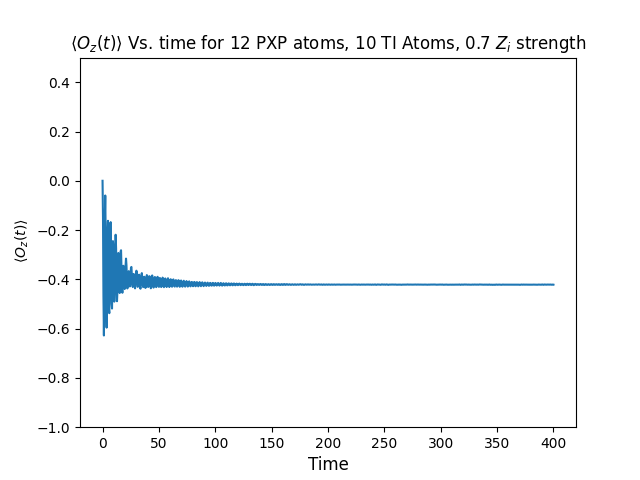 ⟨O_z(t)⟩ Vs. time for 12 PXP atoms, 10 TI Atoms, 0.7 Z_i strength
0.4
0.2
0.0
−0.2
−0.4
−0.6
−0.8
−1.0
⟨O_z(t)⟩
0 50 100 150 200 250 300 350 400
Time